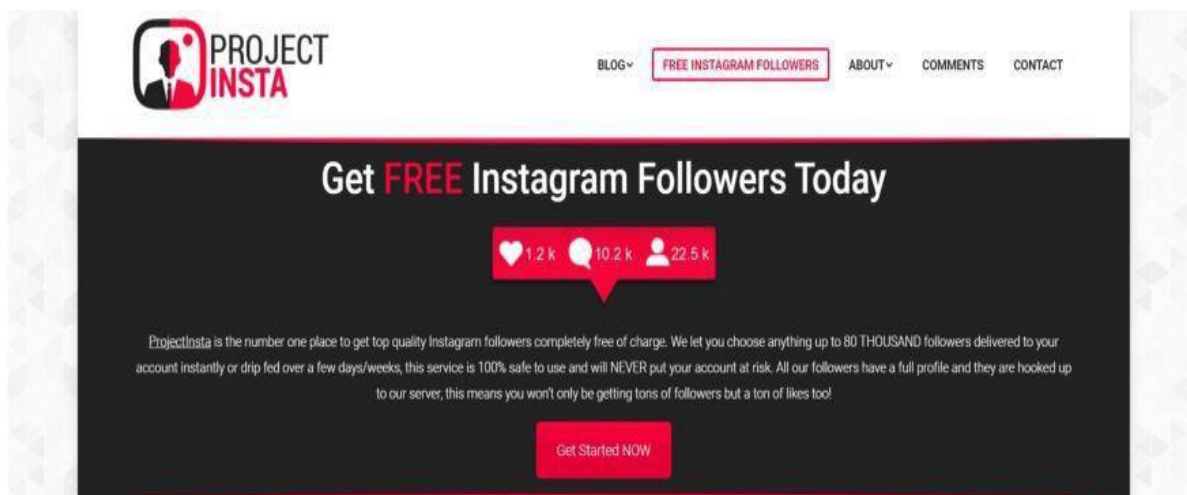 PROJECT
INSTA
BLOG
FREE INSTAGRAM FOLLOWERS
ABOUT
COMMENTS
CONTACT
Get FREE Instagram Followers Today
1.2 k 10.2 k 22.5 k
ProjectInsta is the number one place to get top quality Instagram followers completely free of charge. We let you choose anything up to 80 THOUSAND followers delivered to your
account instantly or drip fed over a few days/weeks, this service is 100% safe to use and will NEVER put your account at risk. All our followers have a full profile and they are hooked up
to our server, this means you won't only be getting tons of followers but a ton of likes too!
Get Started NOW